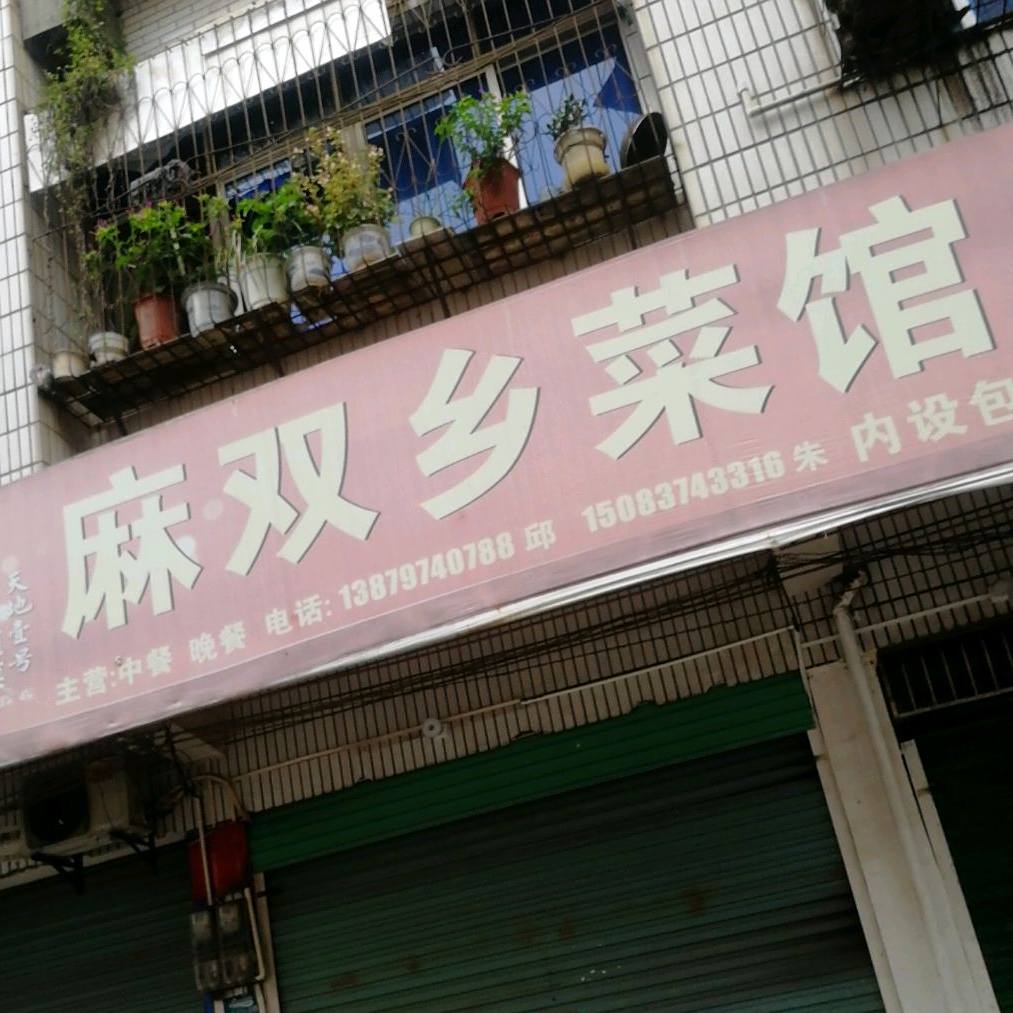 麻双乡菜馆
主营:中餐 晚餐 电话: 13879740788 邱 15083743316 朱 内设包
天地壹号